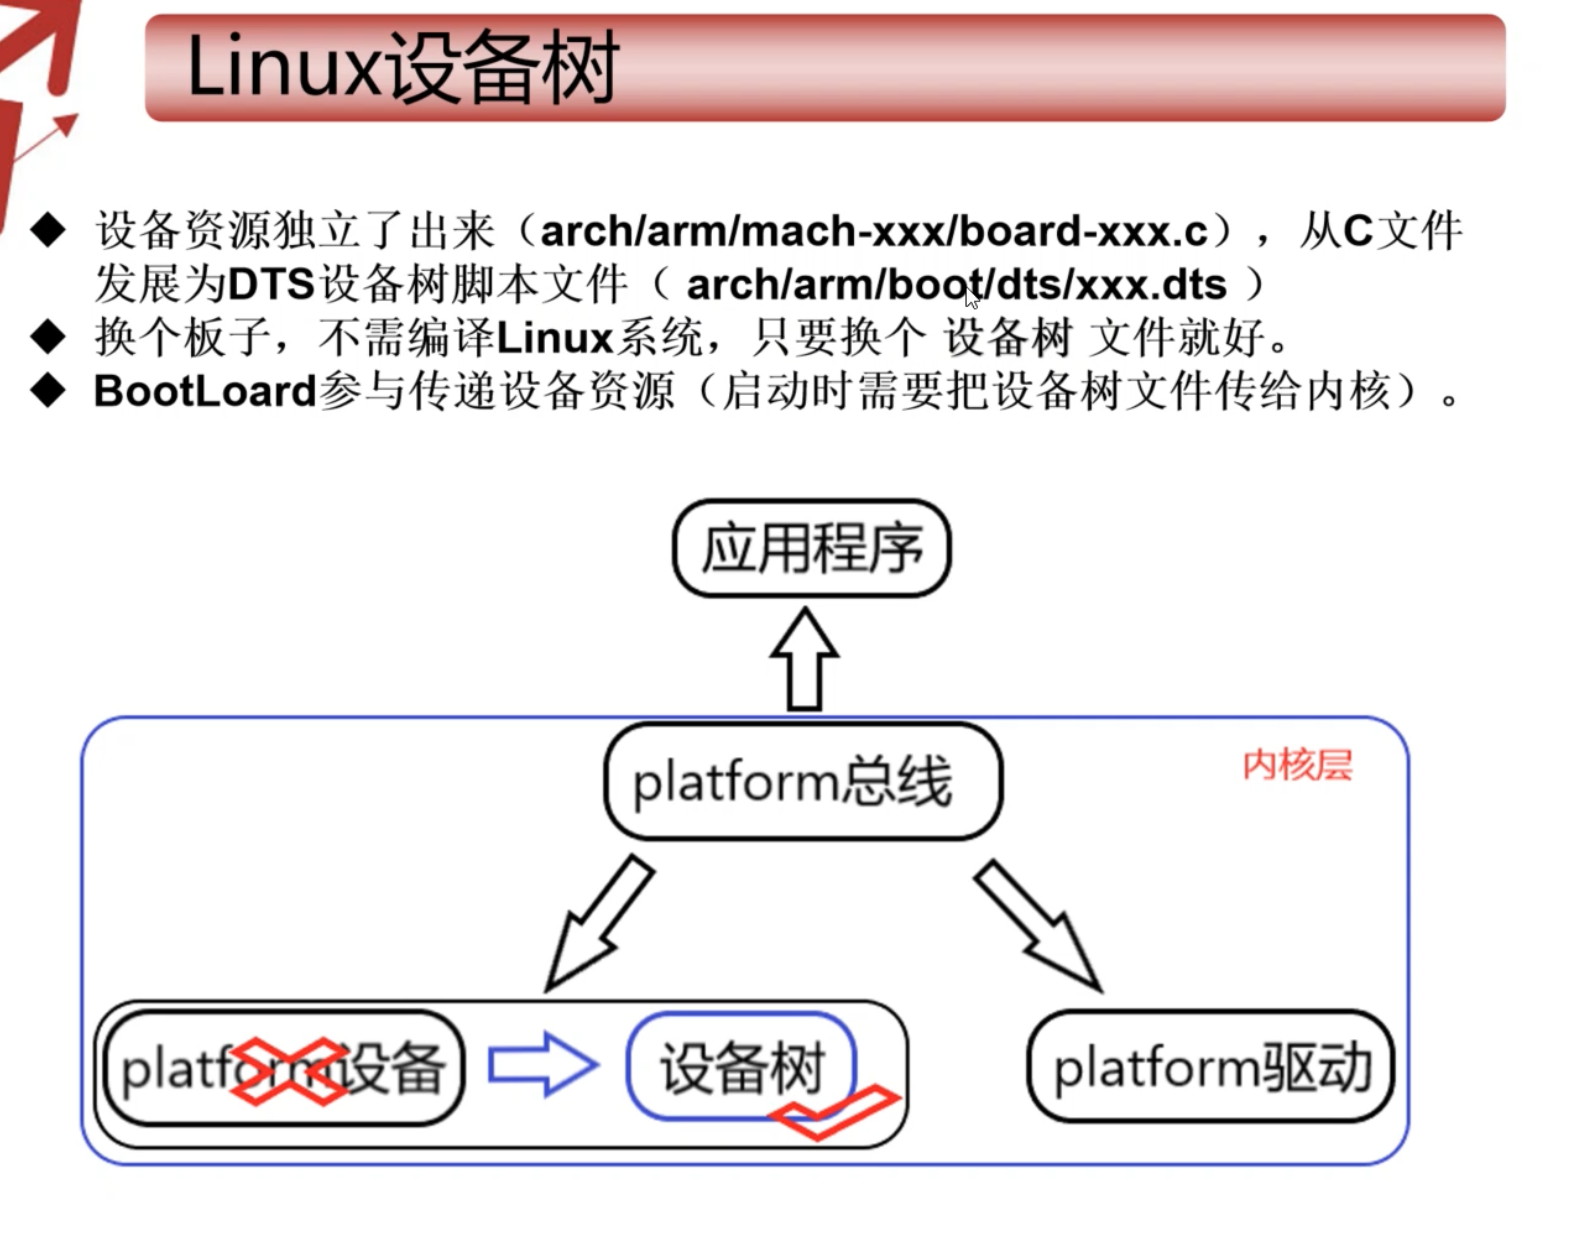 Linux设备树
设备资源独立了出来（arch/arm/mach-xxx/board-xxx.c），从C文件
发展为DTS设备树脚本文件（ arch/arm/boot/dts/xxx.dts ）
换个板子，不需编译Linux系统，只要换个 设备树 文件就好。
BootLoard参与传递设备资源（启动时需要把设备树文件传给内核）。
应用程序
platform总线
内核层
platform设备
设备树
platform驱动